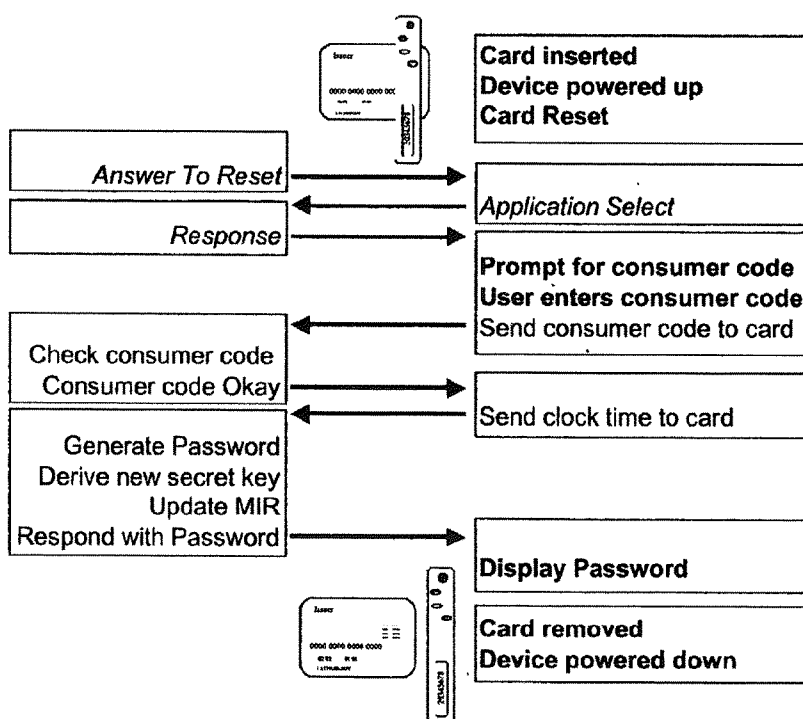 Issuer
Card inserted
Device powered up
Card Reset
Answer To Reset
Application Select
Response
Prompt for consumer code
User enters consumer code
Send consumer code to card
Check consumer code
Consumer code Okay
Send clock time to card
Generate Password
Derive new secret key
Update MIR
Respond with Password
Display Password
Issuer
Card removed
Device powered down